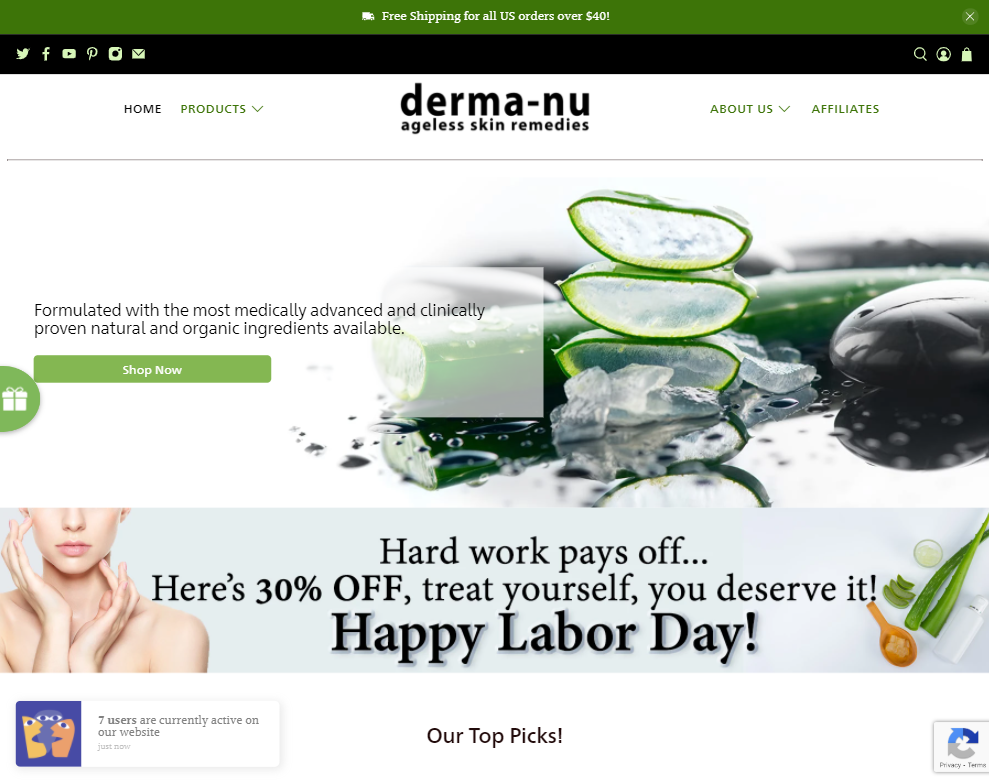 Free Shipping for all US orders over $40!
HOME
PRODUCTS
derma-nu
ageless skin remedies
ABOUT US
AFFILIATES
Formulated with the most medically advanced and clinically
proven natural and organic ingredients available.
Shop Now
Hard work pays off...
Here's 30% OFF, treat yourself, you deserve it!
Happy Labor Day!
7 users are currently active on
our website
just now
Our Top Picks!
Privacy - Terms